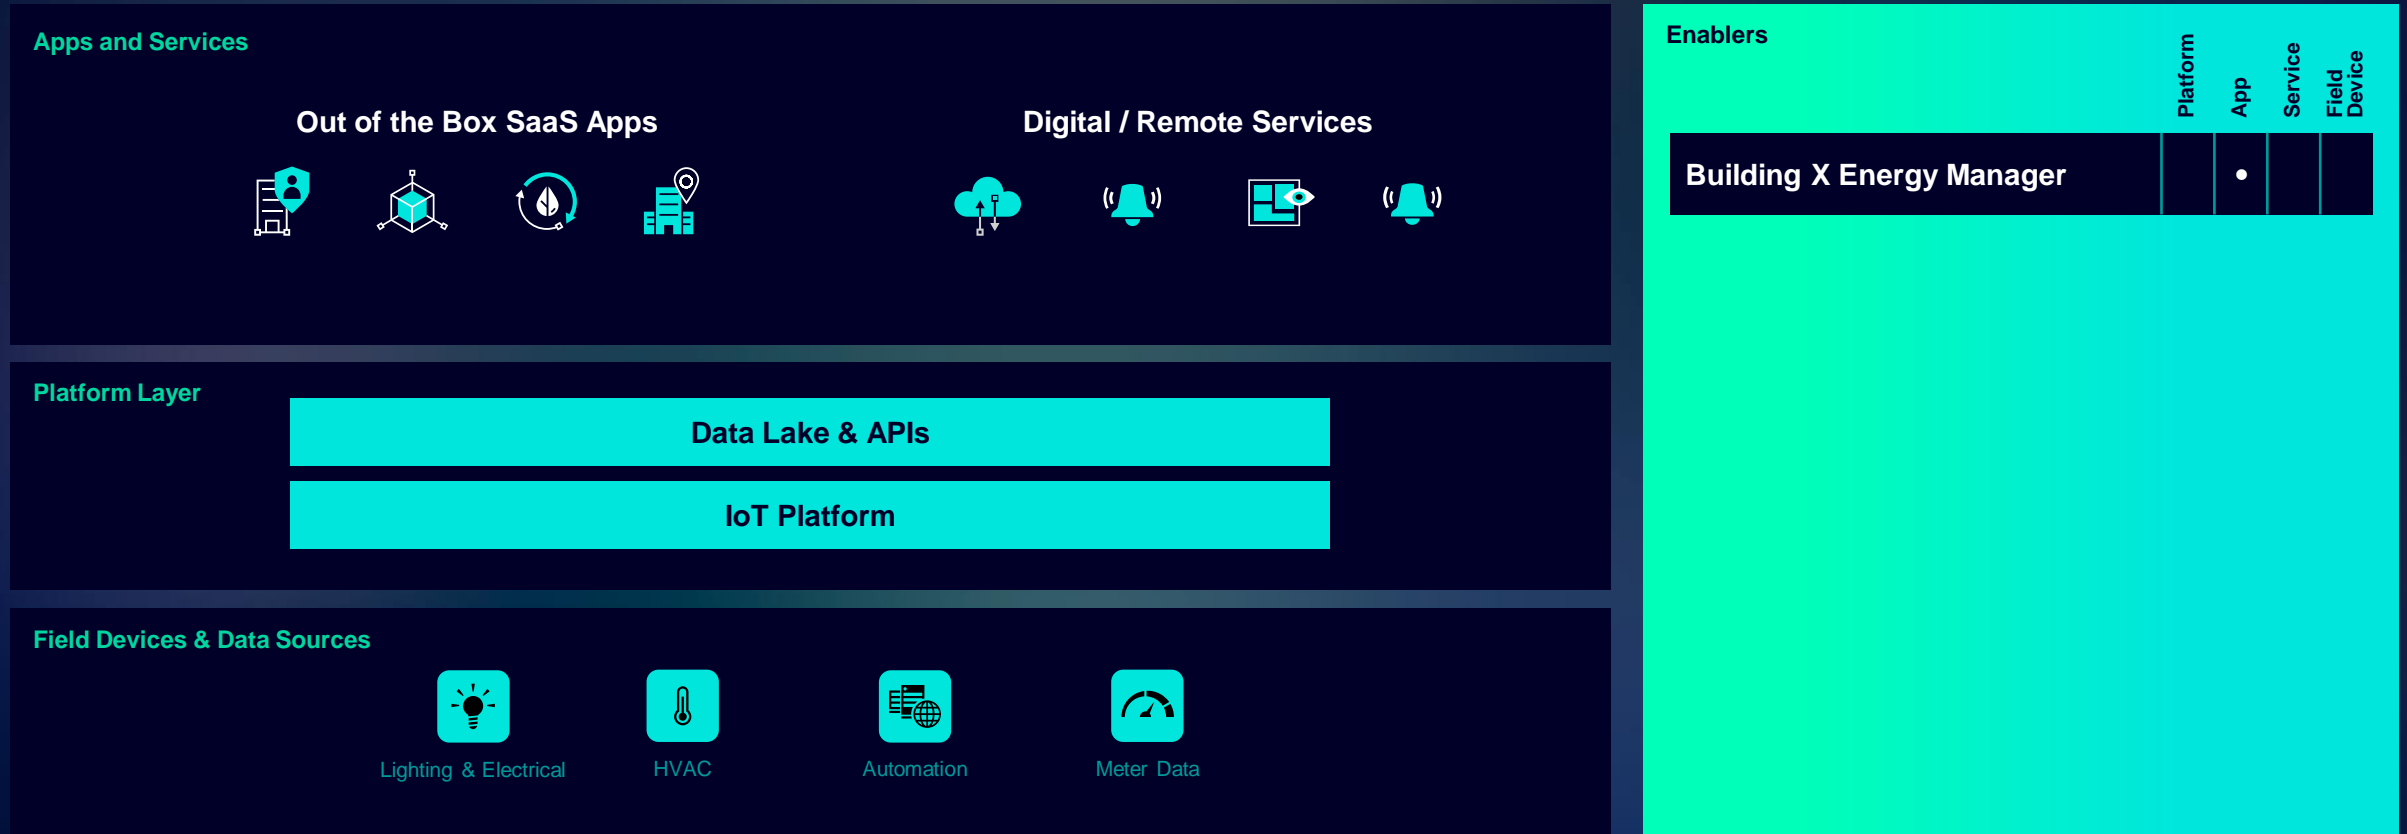 Apps and Services
Out of the Box SaaS Apps
Digital / Remote Services
Platform Layer
Data Lake & APIs
IoT Platform
Field Devices & Data Sources
Lighting & Electrical
HVAC
Automation
Meter Data
Enablers
Platform
App
Service
Field
Device
Building X Energy Manager